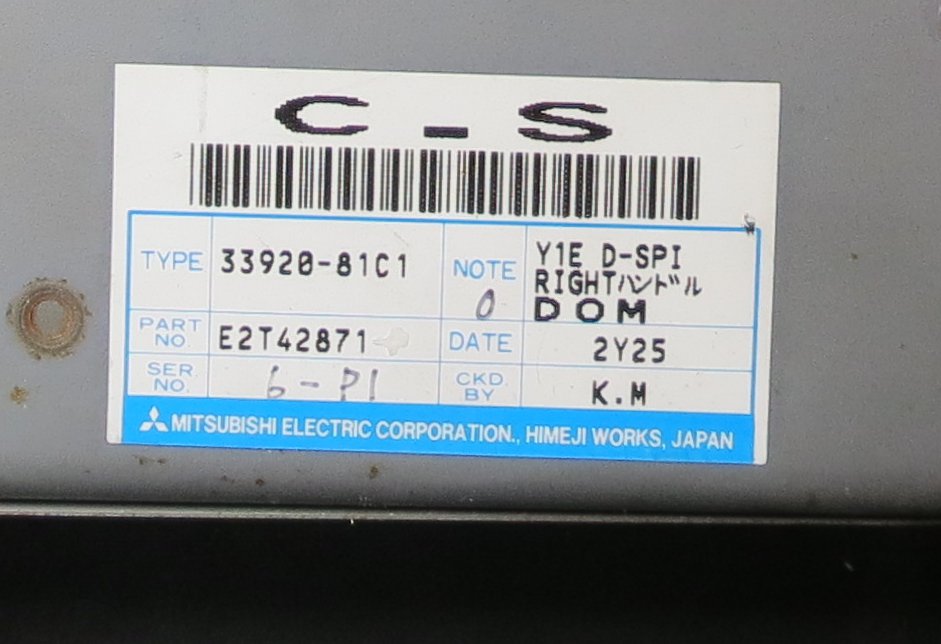 C - S
TYPE 33920-81C1
NOTE 0
Y1E D-SPI
RIGHTハンドル
DOM
PART NO. E2T42871
DATE 2Y25
SER. NO. 6-P1
CKD. BY K.M
MITSUBISHI ELECTRIC CORPORATION., HIMEJI WORKS, JAPAN